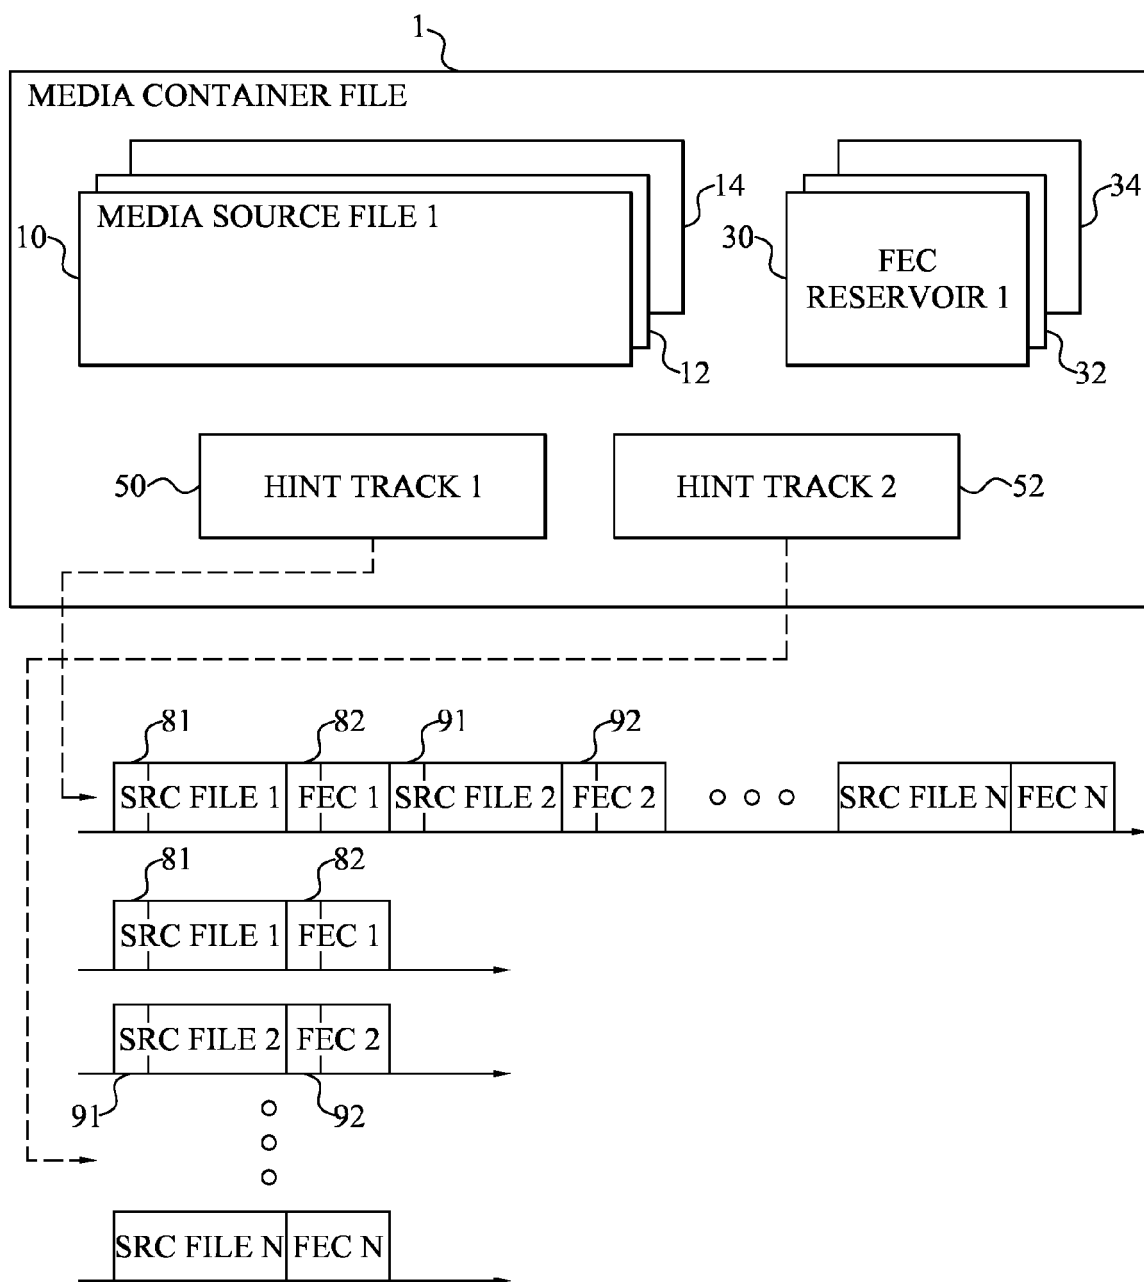 1
MEDIA CONTAINER FILE
MEDIA SOURCE FILE 1
10
14
12
FEC
RESERVOIR 1
30
34
32
50
HINT TRACK 1
HINT TRACK 2
52
81
82
91
92
SRC FILE 1
FEC 1
SRC FILE 2
FEC 2
SRC FILE N
FEC N
81
82
SRC FILE 1
FEC 1
SRC FILE 2
FEC 2
91
92
SRC FILE N
FEC N